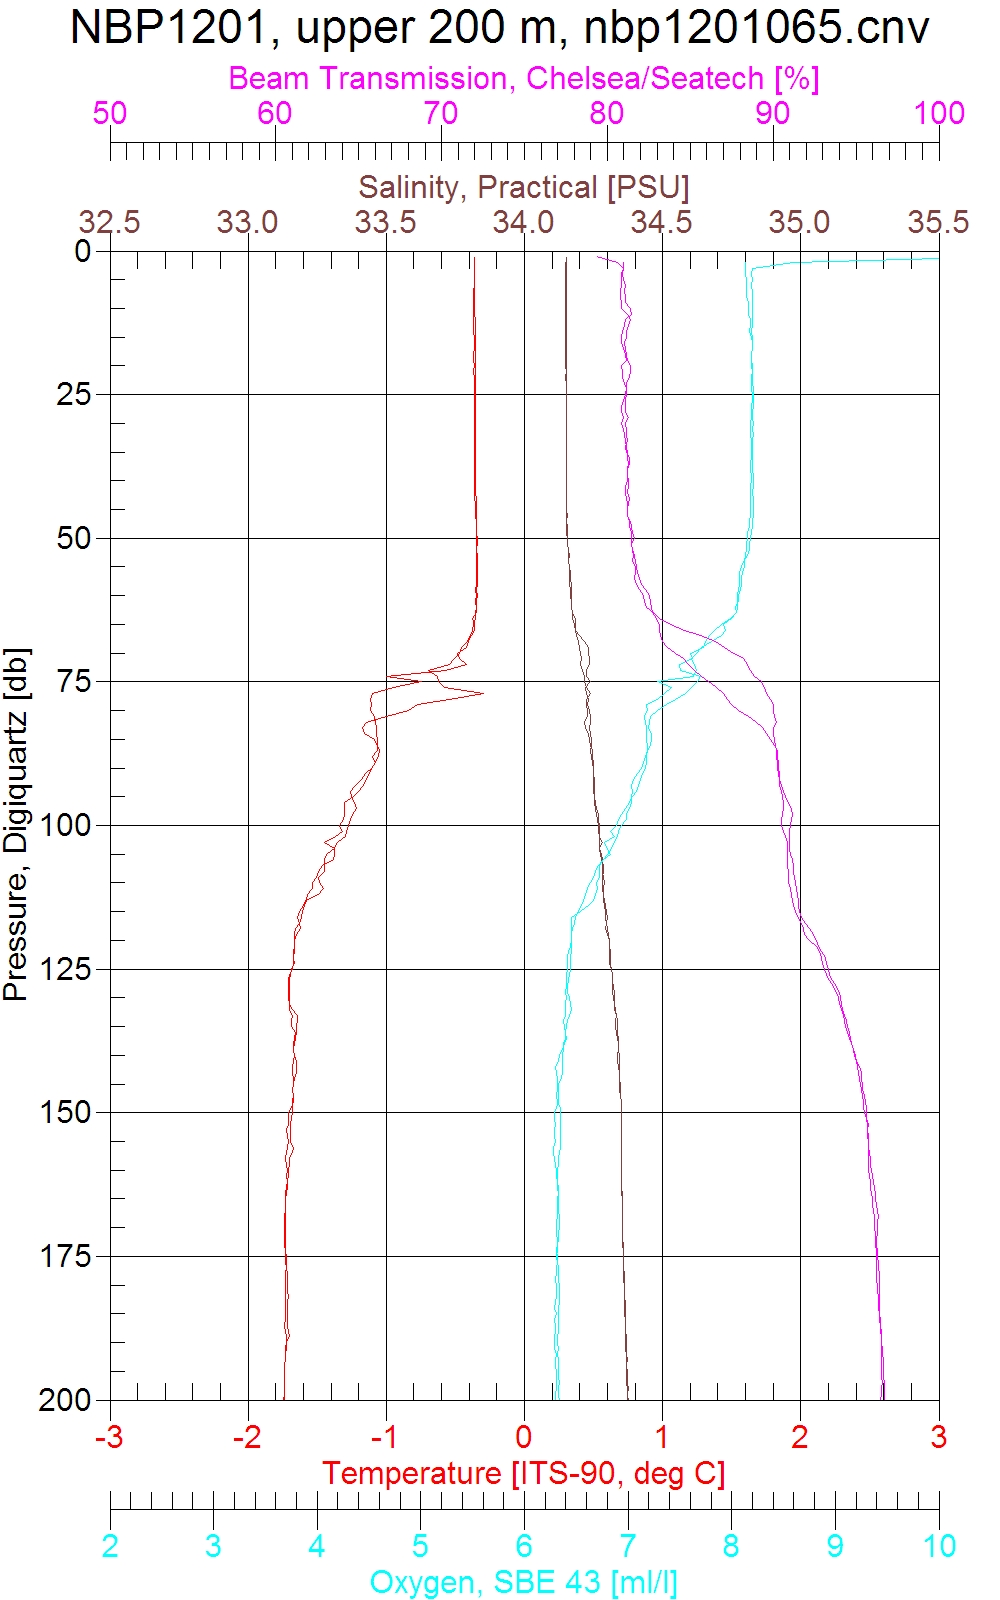 NBP1201, upper 200 m, nbp1201065.cnv
Beam Transmission, Chelsea/Seatech [%]
50 60 70 80 90 100
Salinity, Practical [PSU]
32.5 33.0 33.5 34.0 34.5 35.0 35.5
0
25
50
75
100
125
150
175
200
Pressure, Digiquartz [db]
-3 -2 -1 0 1 2 3
Temperature [ITS-90, deg C]
2 3 4 5 6 7 8 9 10
Oxygen, SBE 43 [ml/l]